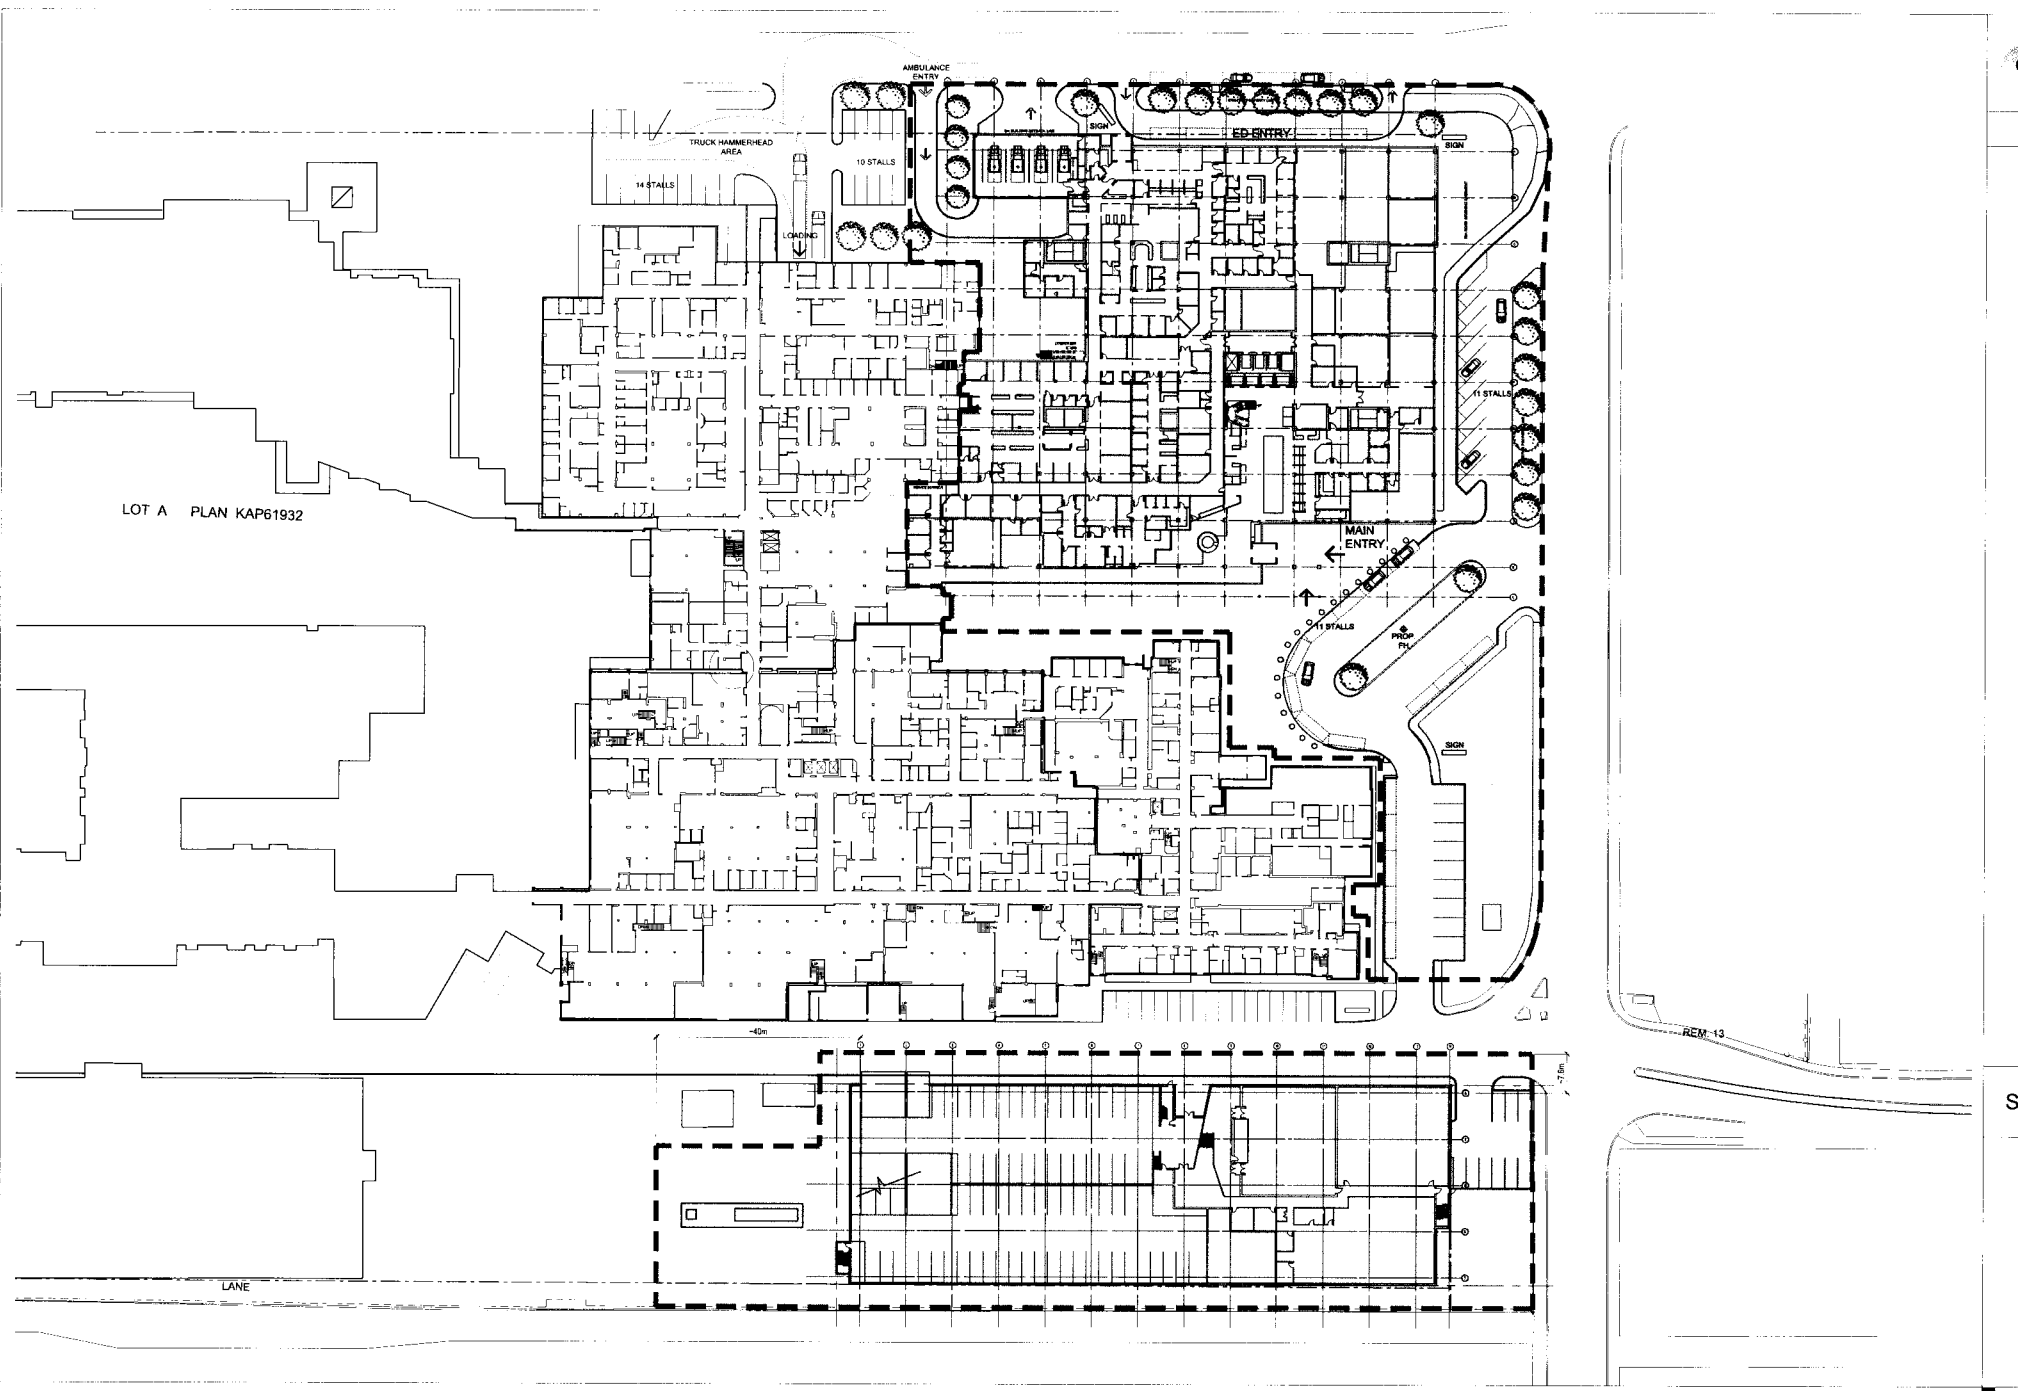 AMBULANCE
ENTRY
SIGN
ED ENTRY
SIGN
TRUCK HAMMERHEAD
AREA
10 STALLS
14 STALLS
LOADING
11 STALLS
LOT A PLAN KAP61932
MAIN
ENTRY
11 STALLS
PROP
FH.
SIGN
~40m
REM 13
~7.6m
S
LANE